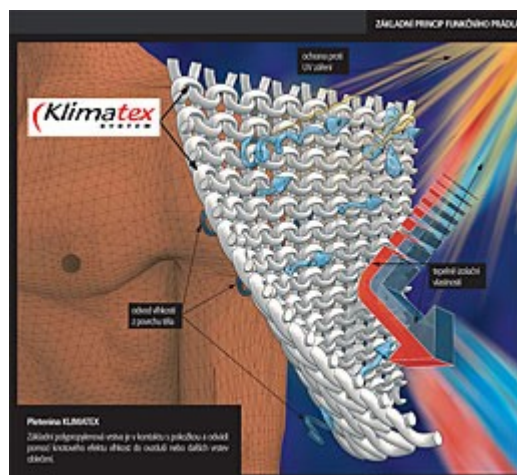 ZÁKLADNÍ PRINCIP FUNKČNÍHO PRÁDLA
ochrana proti
UV záření
(Klimatex
SYSTEM
tepelně izolační
vlastnosti
odvod vlhkosti
z povrchu těla
Pletenina KLIMATEX
Základní polypropylenová vrstva je v kontaktu s pokožkou a odvádí
pomocí knotového efektu vlhkost do ovzduší nebo dalších vrstev
oblečení.